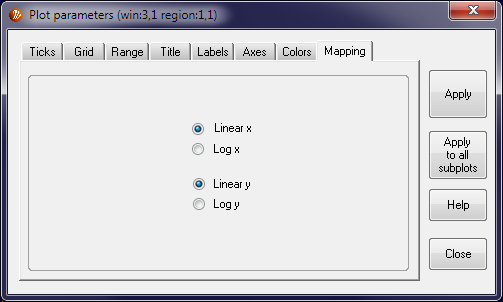 Plot parameters (win:3,1 region:1,1)
Ticks Grid Range Title Labels Axes Colors Mapping
Linear x
Log x
Linear y
Log y
Apply
Apply
to all
subplots
Help
Close